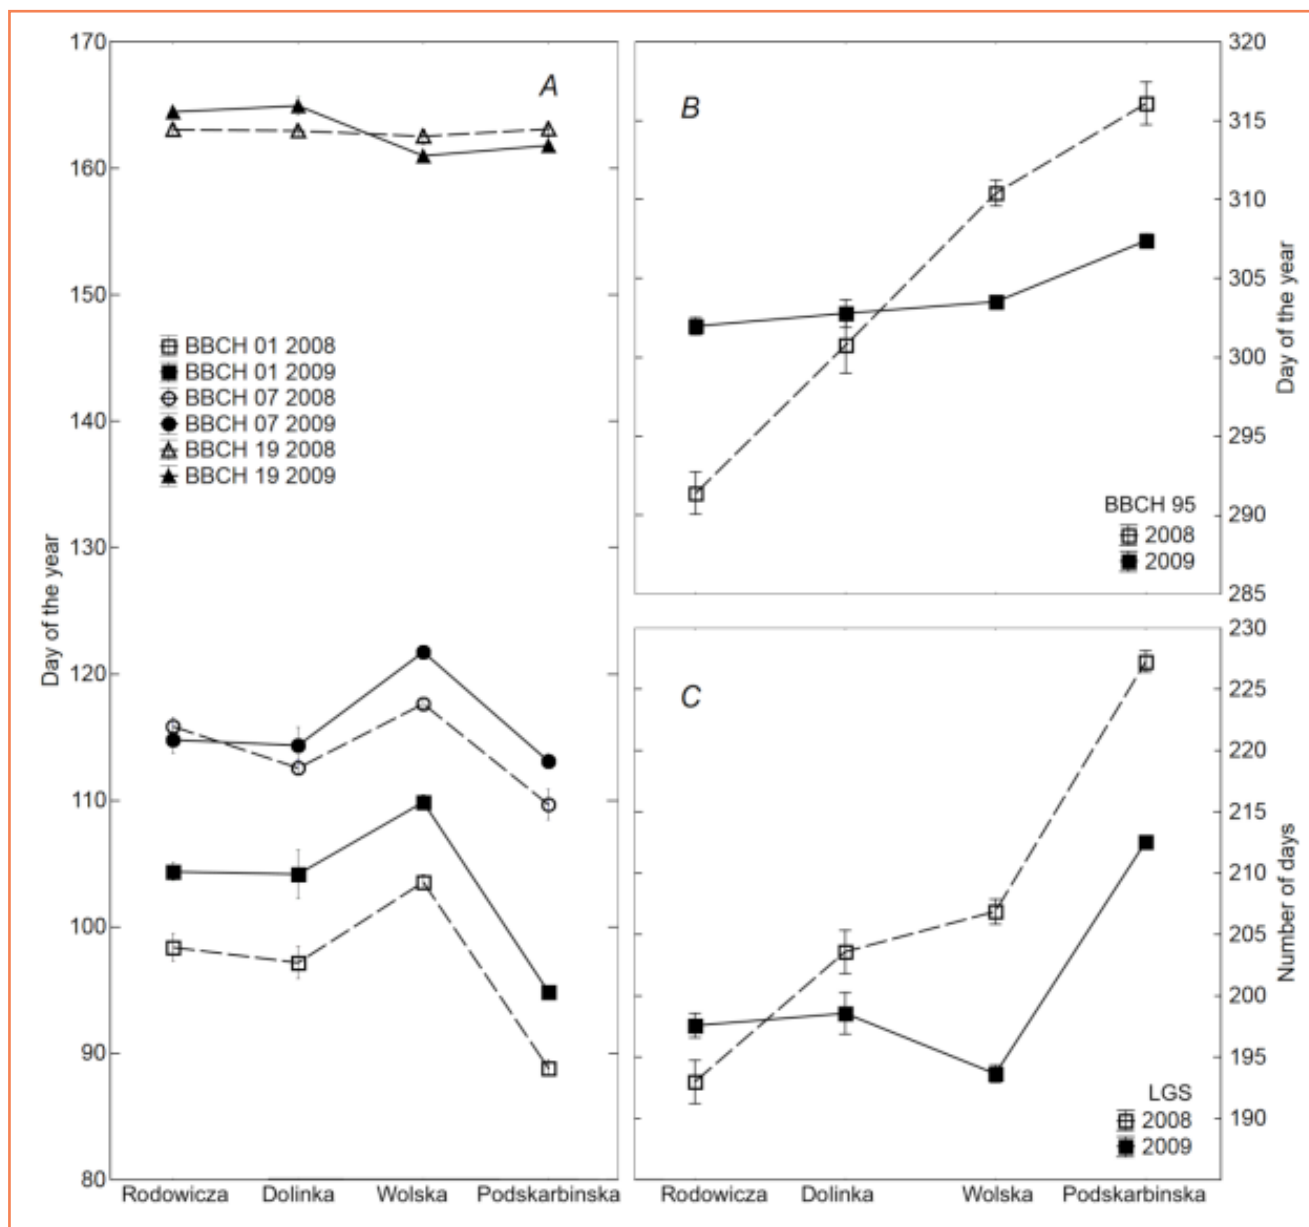 170
160
150
140
130
120
110
100
90
80
Day of the year
A
BBCH 01 2008
BBCH 01 2009
BBCH 07 2008
BBCH 07 2009
BBCH 19 2008
BBCH 19 2009
Rodowicza Dolinka Wolska Podskarbinska
B
320
315
310
305
300
295
290
285
Day of the year
BBCH 95
2008
2009
C
230
225
220
215
210
205
200
195
190
Number of days
LGS
2008
2009
Rodowicza Dolinka Wolska Podskarbinska